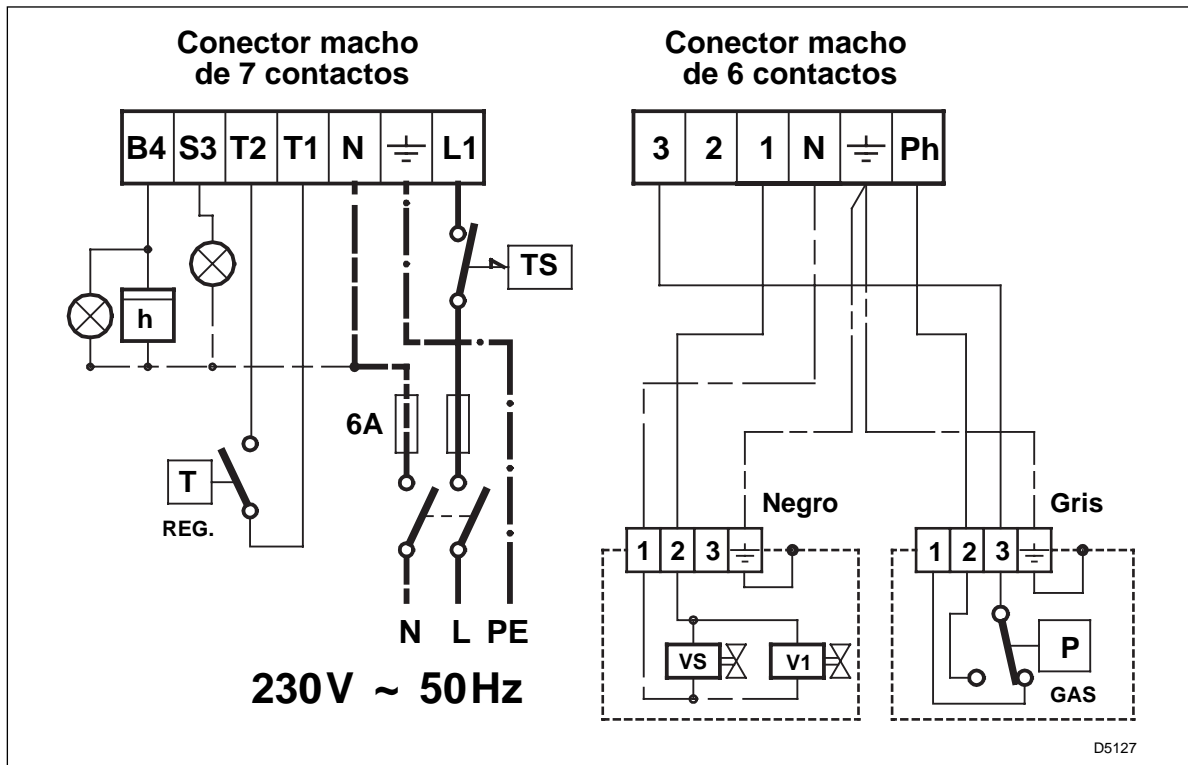 Conector macho
de 7 contactos
Conector macho
de 6 contactos
B4 S3 T2 T1 N L1
3 2 1 N Ph
TS
h
6A
T
REG.
Negro
Gris
1 2 3
1 2 3
N L PE
VS V1
P
GAS
230V ~ 50Hz
D5127